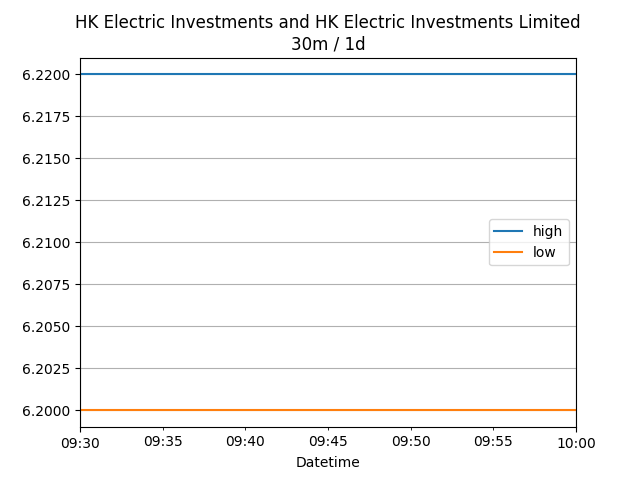 HK Electric Investments and HK Electric Investments Limited
30m / 1d
6.2200
6.2175
6.2150
6.2125
6.2100
6.2075
6.2050
6.2025
6.2000
high
low
09:30 09:35 09:40 09:45 09:50 09:55 10:00
Datetime